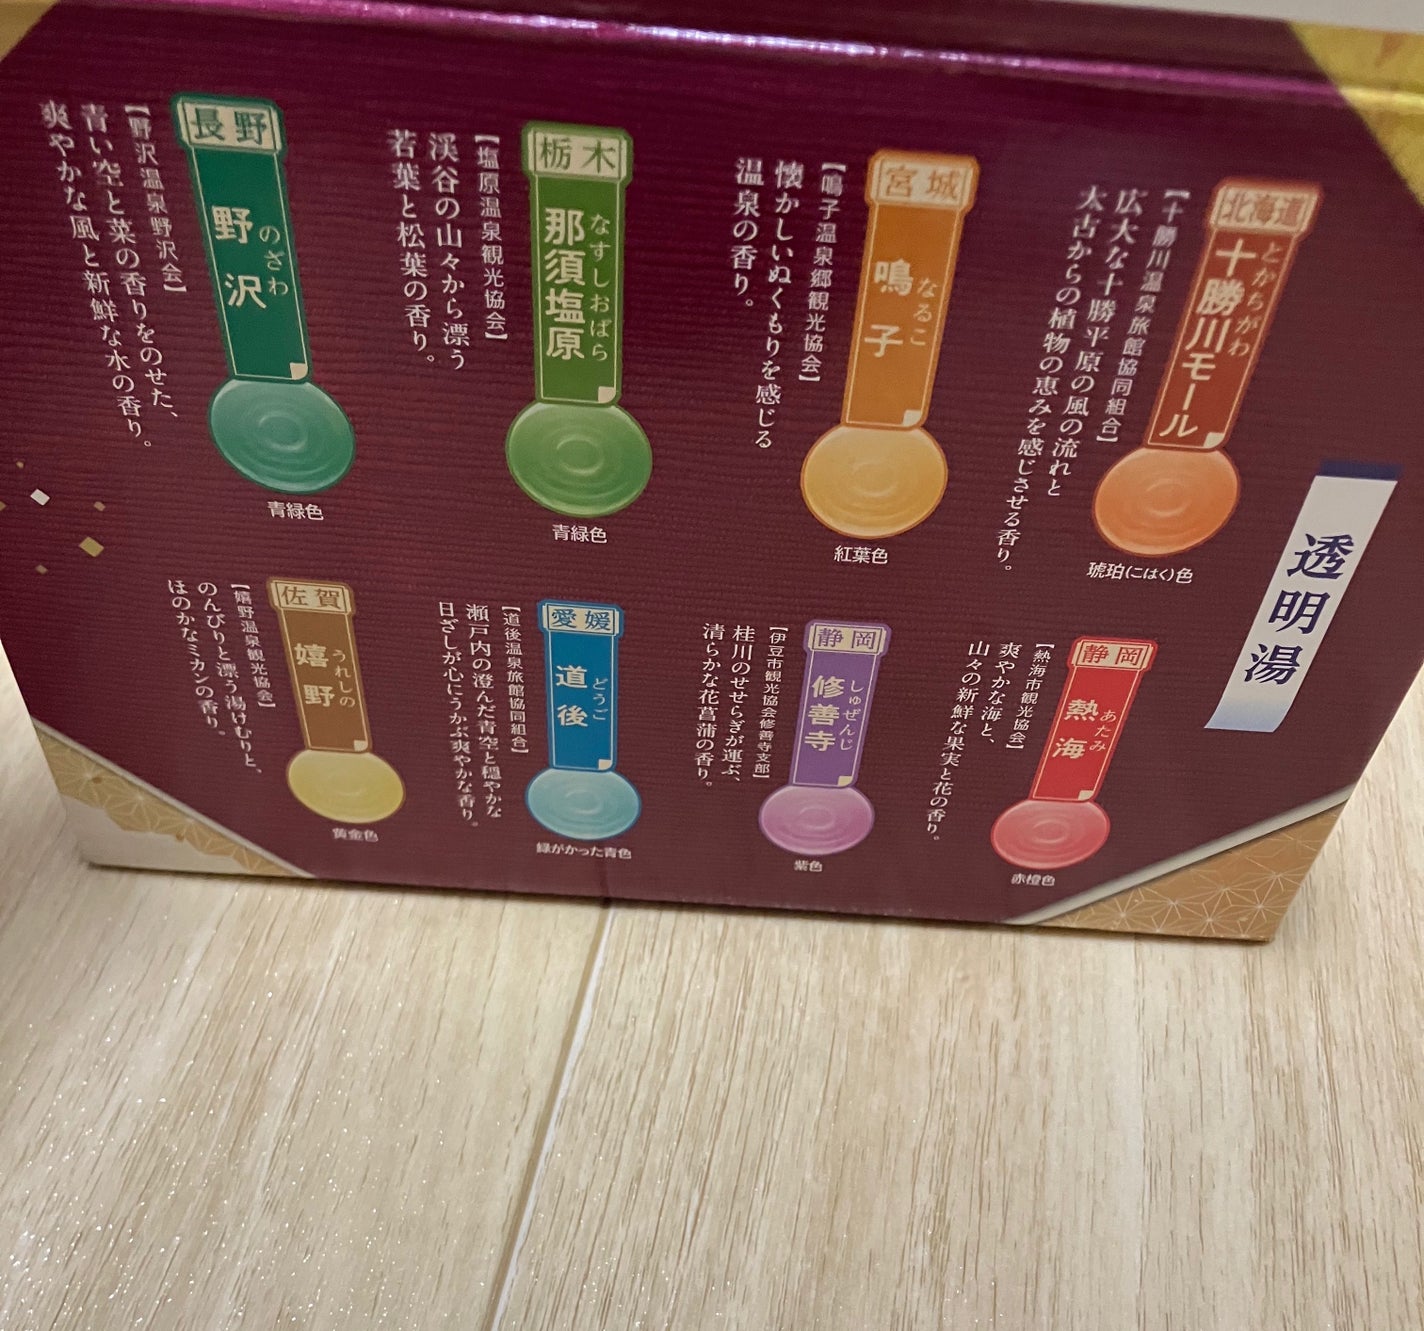 透明湯
北海道
とかちがわ
十勝川モール
【十勝川温泉旅館協同組合】
広大な十勝平原の風の流れと
太古からの植物の恵みを感じさせる香り。
琥珀(こはく)色
宮城
なるこ
鳴子
【鳴子温泉郷観光協会】
懐かしいぬくもりを感じる
温泉の香り。
紅葉色
栃木
なすしおばら
那須塩原
【塩原温泉観光協会】
渓谷の山々から漂う
若葉と松葉の香り。
青緑色
長野
のざわ
野沢
【野沢温泉野沢会】
青い空と菜の香りをのせた、
爽やかな風と新鮮な水の香り。
青緑色
静岡
あたみ
熱海
【熱海市観光協会】
爽やかな海と、
山々の新鮮な果実と花の香り。
赤橙色
静岡
しゅぜんじ
修善寺
【伊豆市観光協会修善寺支部】
桂川のせせらぎが運ぶ、
清らかな花菖蒲の香り。
紫色
愛媛
どうご
道後
【道後温泉旅館協同組合】
瀬戸内の澄んだ青空と穏やかな
日ざしが心にうかぶ爽やかな香り。
緑がかった青色
佐賀
うれしの
嬉野
【嬉野温泉観光協会】
のんびりと漂う湯けむりと、
ほのかなミカンの香り。
黄金色